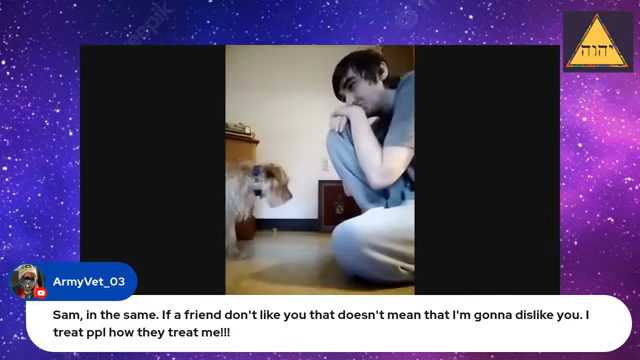 יהוה
ArmyVet_03
Sam, in the same. If a friend don't like you that doesn't mean that I'm gonna dislike you. I
treat ppl how they treat me!!!